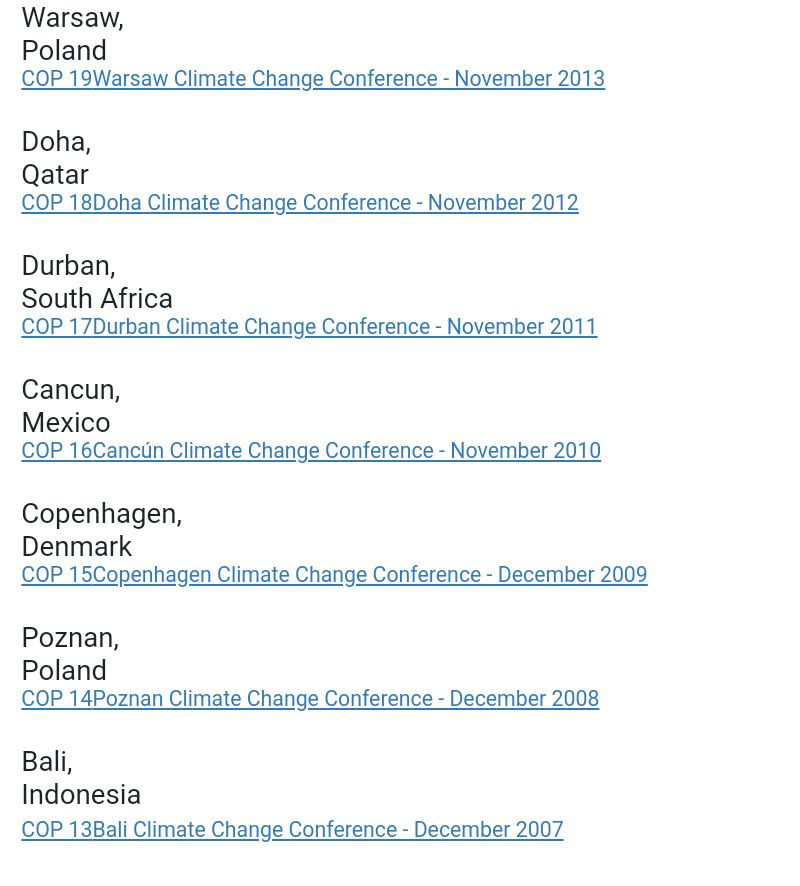 Warsaw,
Poland
COP 19Warsaw Climate Change Conference - November 2013
Doha,
Qatar
COP 18Doha Climate Change Conference - November 2012
Durban,
South Africa
COP 17Durban Climate Change Conference - November 2011
Cancun,
Mexico
COP 16Cancún Climate Change Conference - November 2010
Copenhagen,
Denmark
COP 15Copenhagen Climate Change Conference - December 2009
Poznan,
Poland
COP 14Poznan Climate Change Conference - December 2008
Bali,
Indonesia
COP 13Bali Climate Change Conference - December 2007